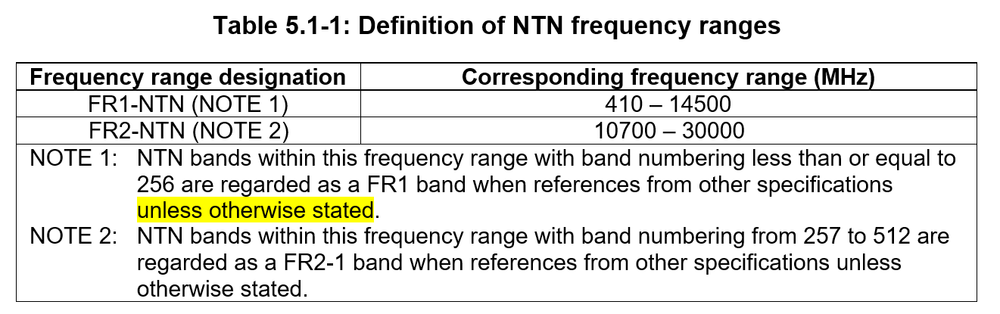 Table 5.1-1: Definition of NTN frequency ranges
Frequency range designation Corresponding frequency range (MHz)
FR1-NTN (NOTE 1) 410 – 14500
FR2-NTN (NOTE 2) 10700 – 30000
NOTE 1: NTN bands within this frequency range with band numbering less than or equal to
256 are regarded as a FR1 band when references from other specifications
unless otherwise stated.
NOTE 2: NTN bands within this frequency range with band numbering from 257 to 512 are
regarded as a FR2-1 band when references from other specifications unless
otherwise stated.